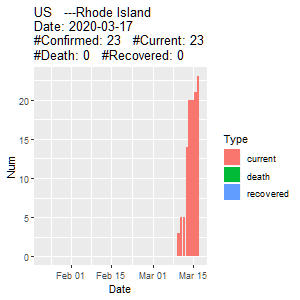 US   ---Rhode Island
Date: 2020-03-17
#Confirmed: 23   #Current: 23
#Death: 0   #Recovered: 0
20
15
10
5
0
Num
Feb 01
Feb 15
Mar 01
Mar 15
Date
Type
current
death
recovered